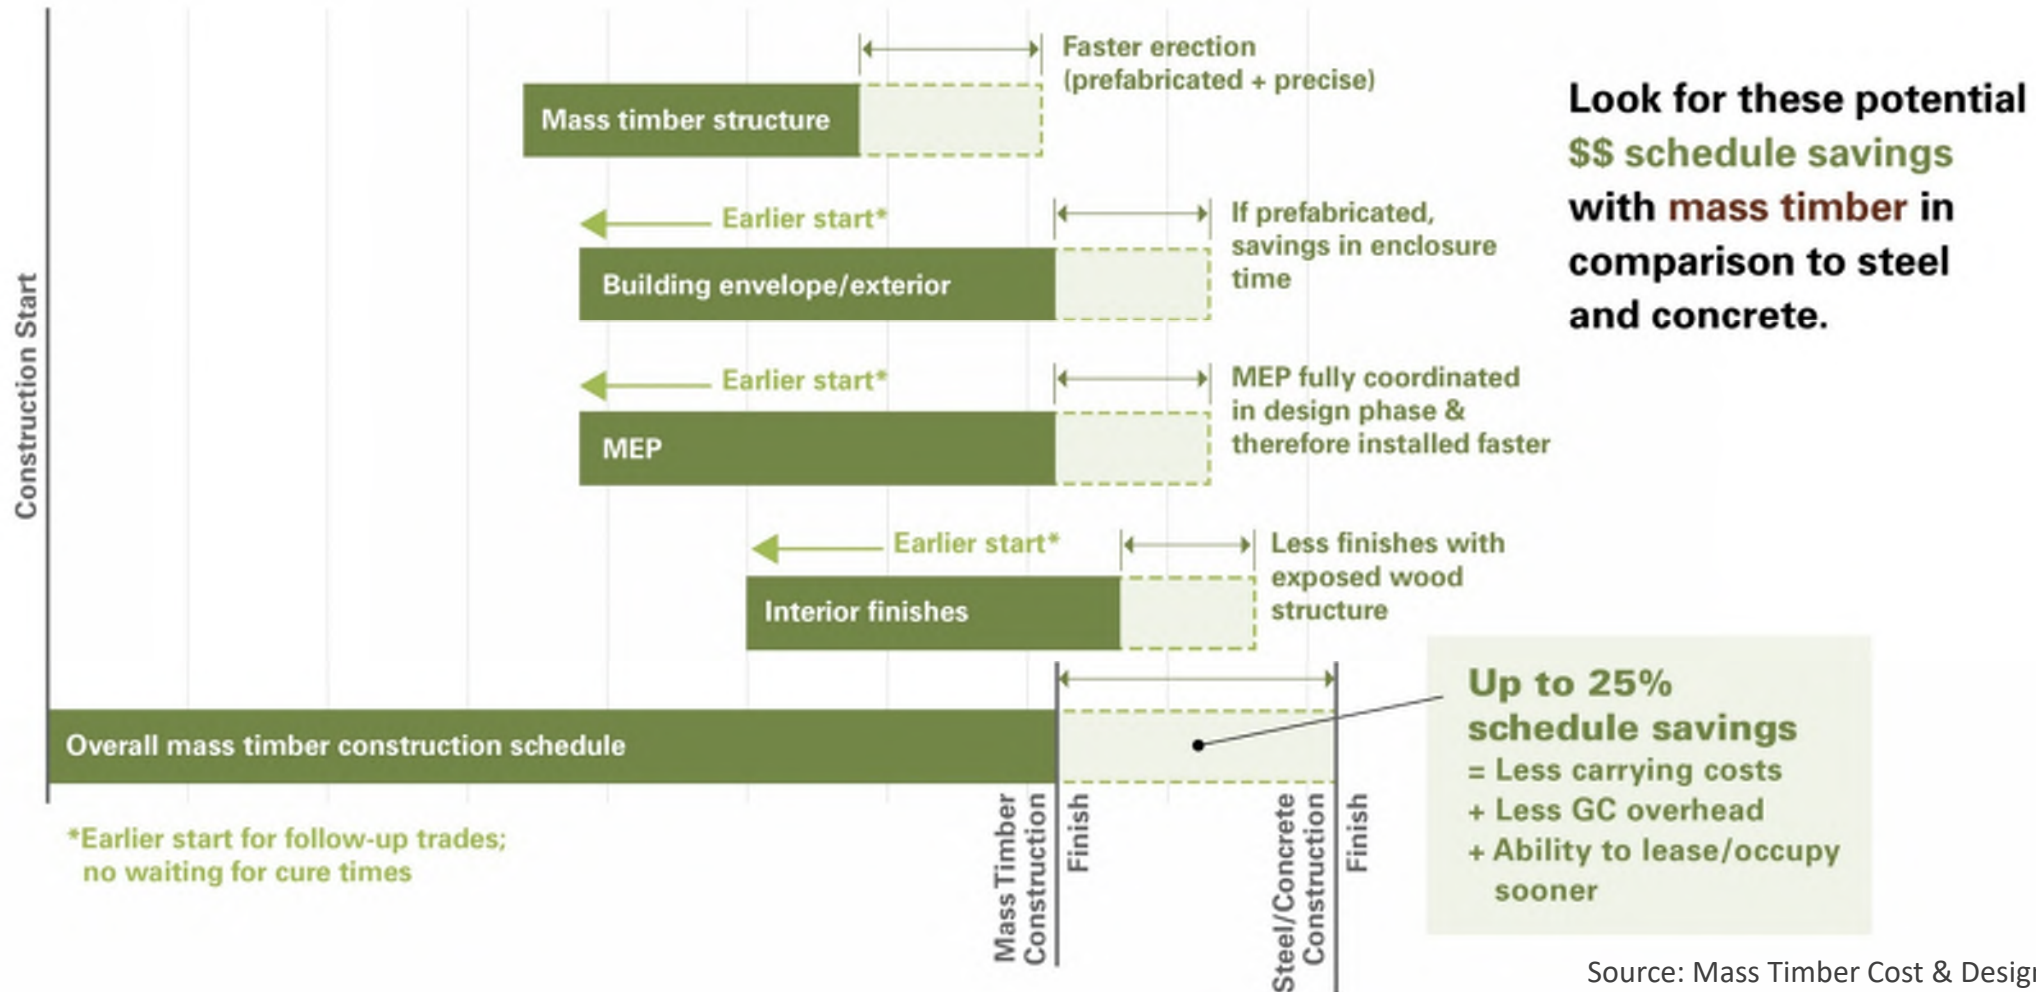 Construction Start
Faster erection
(prefabricated + precise)
Mass timber structure
Look for these potential
$$ schedule savings
with mass timber in
comparison to steel
and concrete.
Earlier start*
If prefabricated,
savings in enclosure
time
Building envelope/exterior
Earlier start*
MEP fully coordinated
in design phase &
therefore installed faster
MEP
Earlier start*
Less finishes with
exposed wood
structure
Interior finishes
Overall mass timber construction schedule
Up to 25%
schedule savings
= Less carrying costs
+ Less GC overhead
+ Ability to lease/occupy
sooner
*Earlier start for follow-up trades;
no waiting for cure times
Mass Timber
Construction
Finish
Steel/Concrete
Construction
Finish
Source: Mass Timber Cost & Design